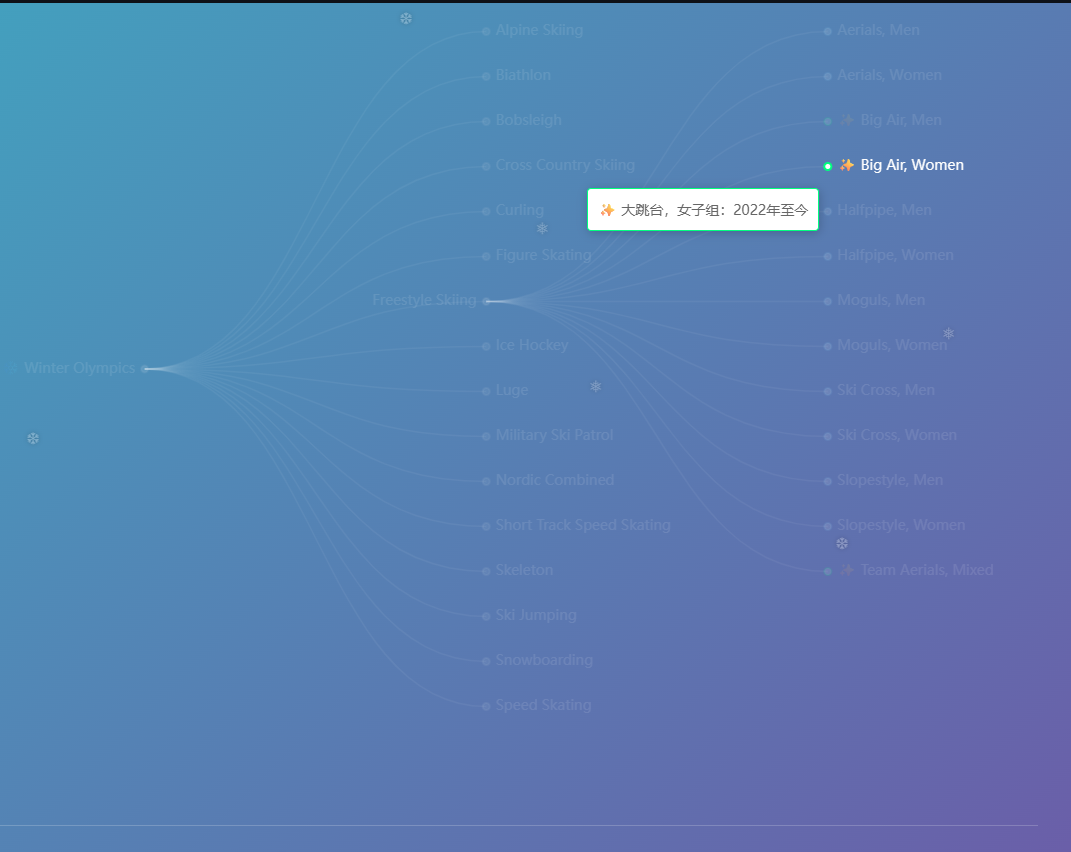 Alpine Skiing
Aerials, Men
Biathlon
Aerials, Women
Bobsleigh
✨ Big Air, Men
Cross Country Skiing
✨ Big Air, Women
✨ 大跳台，女子组：2022年至今
Curling
Halfpipe, Men
Figure Skating
Halfpipe, Women
Freestyle Skiing
Moguls, Men
Ice Hockey
Moguls, Women
Winter Olympics
Luge
Ski Cross, Men
Military Ski Patrol
Ski Cross, Women
Nordic Combined
Slopestyle, Men
Short Track Speed Skating
Slopestyle, Women
Skeleton
✨ Team Aerials, Mixed
Ski Jumping
Snowboarding
Speed Skating